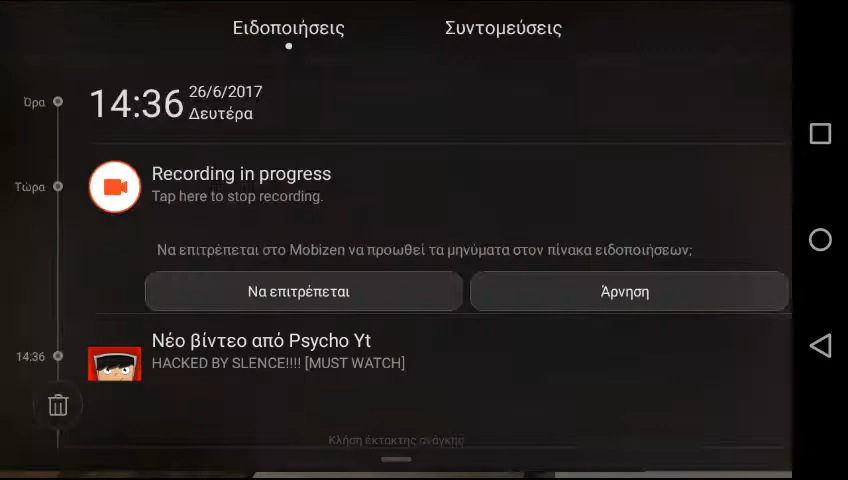 Ειδοποιήσεις
Συντομεύσεις
Ώρα
14:36
26/6/2017
Δευτέρα
Τώρα
Recording in progress
Tap here to stop recording.
Να επιτρέπεται στο Mobizen να προωθεί τα μηνύματα στον πίνακα ειδοποιήσεων;
Να επιτρέπεται
Άρνηση
14:36
Νέο βίντεο από Psycho Yt
HACKED BY SLENCE!!!! [MUST WATCH]
Κλήση έκτακτης ανάγκης